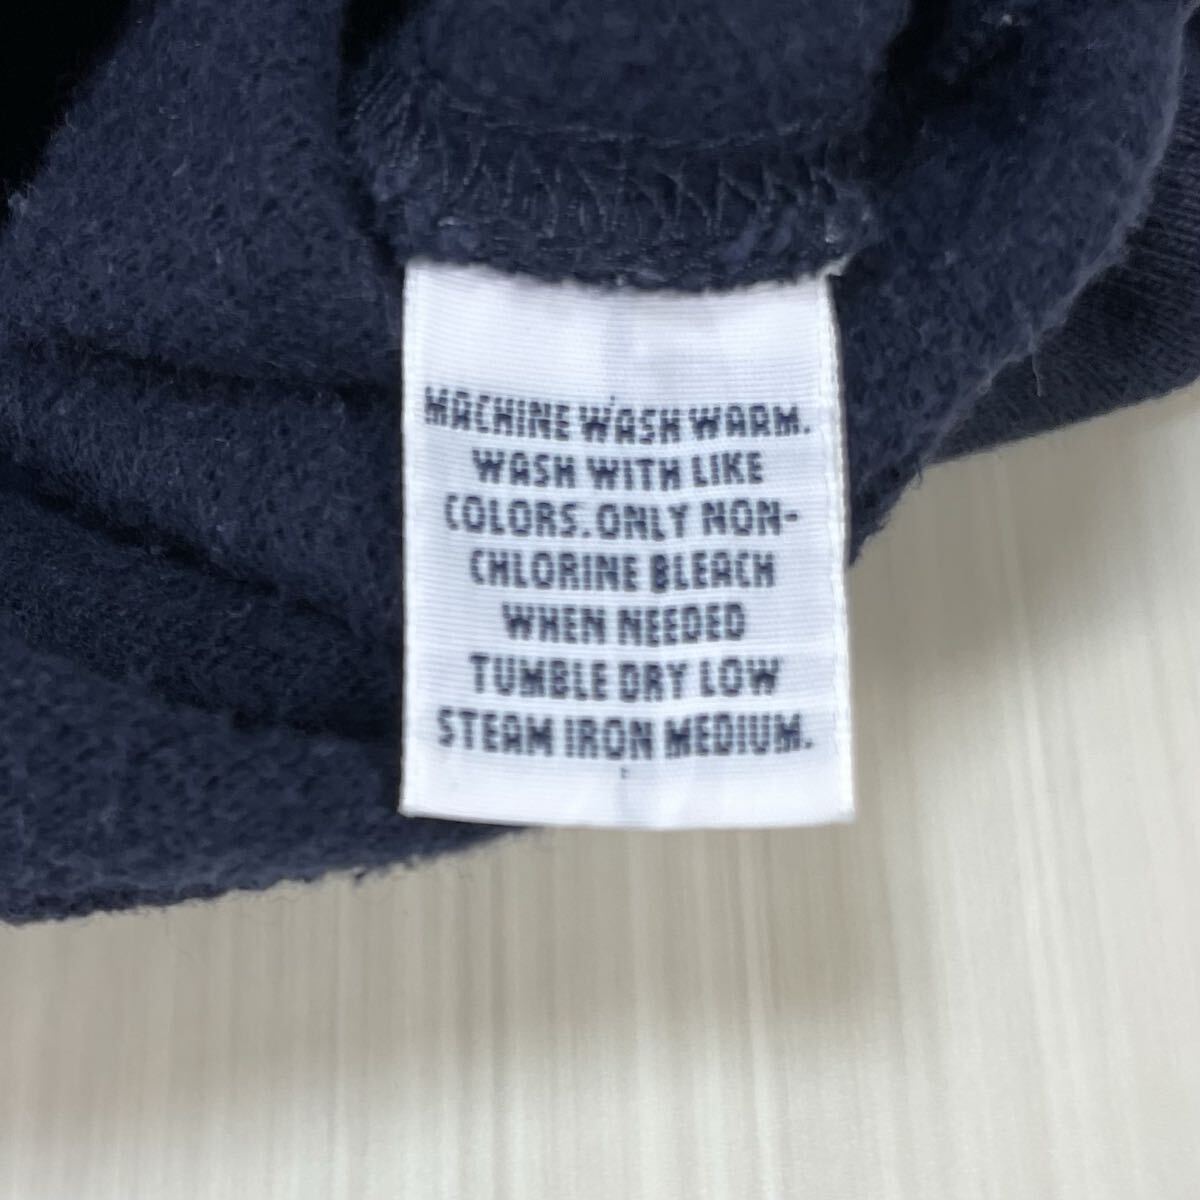 MACHINE WASH WARM.
WASH WITH LIKE
COLORS. ONLY NON-
CHLORINE BLEACH
WHEN NEEDED
TUMBLE DRY LOW
STEAM IRON MEDIUM.